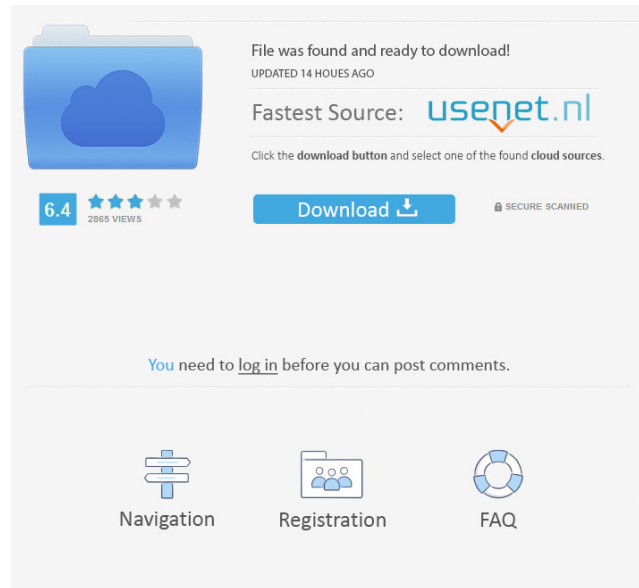 File was found and ready to download!
UPDATED 14 HOUES AGO
Fastest Source: usenet.nl
Click the download button and select one of the found cloud sources.
6.4
2865 VIEWS
Download
SECURE SCANNED
You need to log in before you can post comments.
Navigation
Registration
FAQ